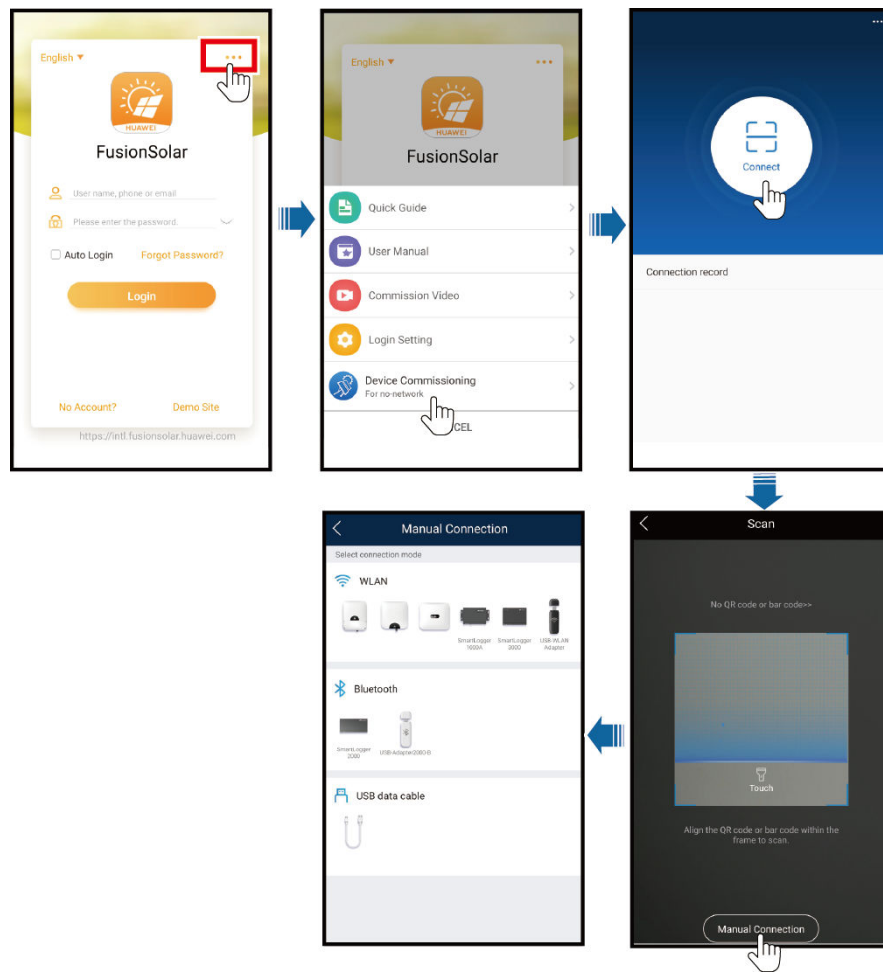 English ▼
•••
HUAWEI
FusionSolar
User name, phone or email
Please enter the password.
Auto Login Forgot Password?
Login
No Account? Demo Site
https://intl.fusionsolar.huawei.com
English ▼
•••
HUAWEI
FusionSolar
Quick Guide
User Manual
Commission Video
Login Setting
Device Commissioning
For no-network
CEL
•••
Connect
Connection record
Scan
No QR code or bar code>>
Touch
Align the QR code or bar code within the
frame to scan.
Manual Connection
Manual Connection
Select connection mode
WLAN
SmartLogger
SmartLogger
3000
USB-WLAN
Adapter
Bluetooth
SmartLogger
2000
USB-Adapter2000-B
USB data cable